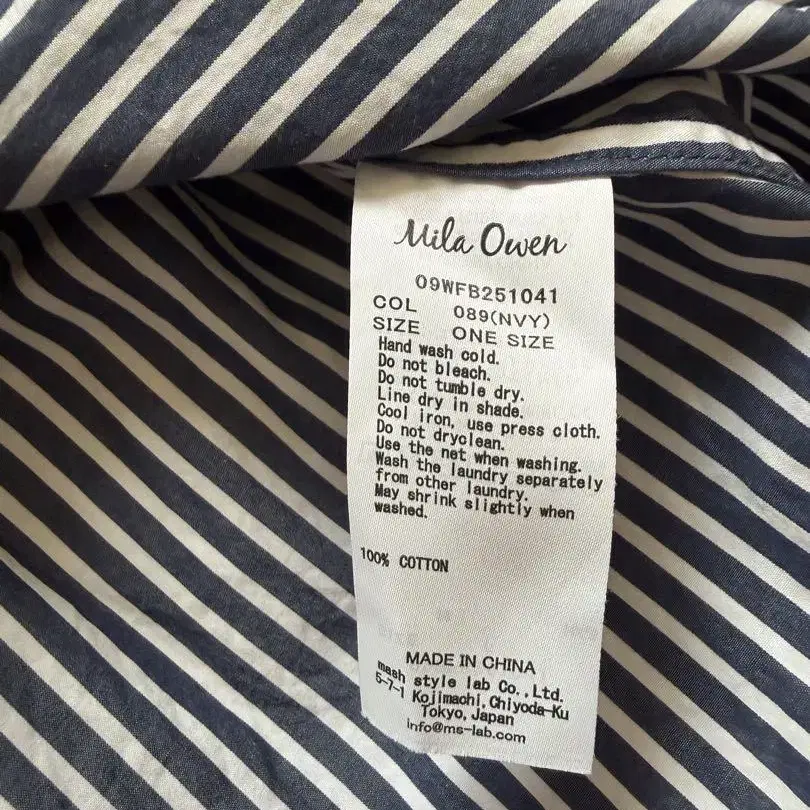 Mila Owen
09WFB251041
COL 089(NVY)
SIZE ONE SIZE
Hand wash cold.
Do not bleach.
Do not tumble dry.
Line dry in shade.
Cool iron, use press cloth.
Do not dryclean.
Use the net when washing.
Wash the laundry separately
from other laundry.
May shrink slightly when
washed.
100% COTTON
MADE IN CHINA
mash style lab Co.,Ltd.
5-7-1 Kojimachi,Chiyoda-Ku
Tokyo,Japan
info@ms-lab.com